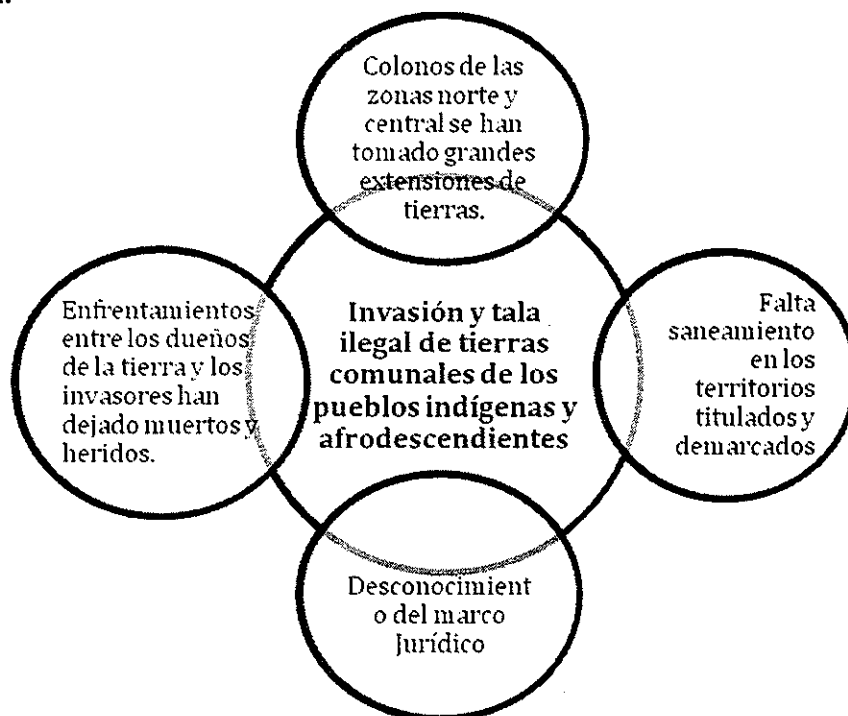 Colonos de las
zonas norte y
central se han
tomado grandes
extensiones de
tierras.
Enfrentamientos
entre los dueños
de la tierra y los
invasores han
dejado muertos y
heridos.
Invasión y tala
ilegal de tierras
comunales de los
pueblos indígenas y
afrodescendientes
Falta
saneamiento
en los
territorios
titulados y
demarcados
Desconocimient
o del marco
Jurídico